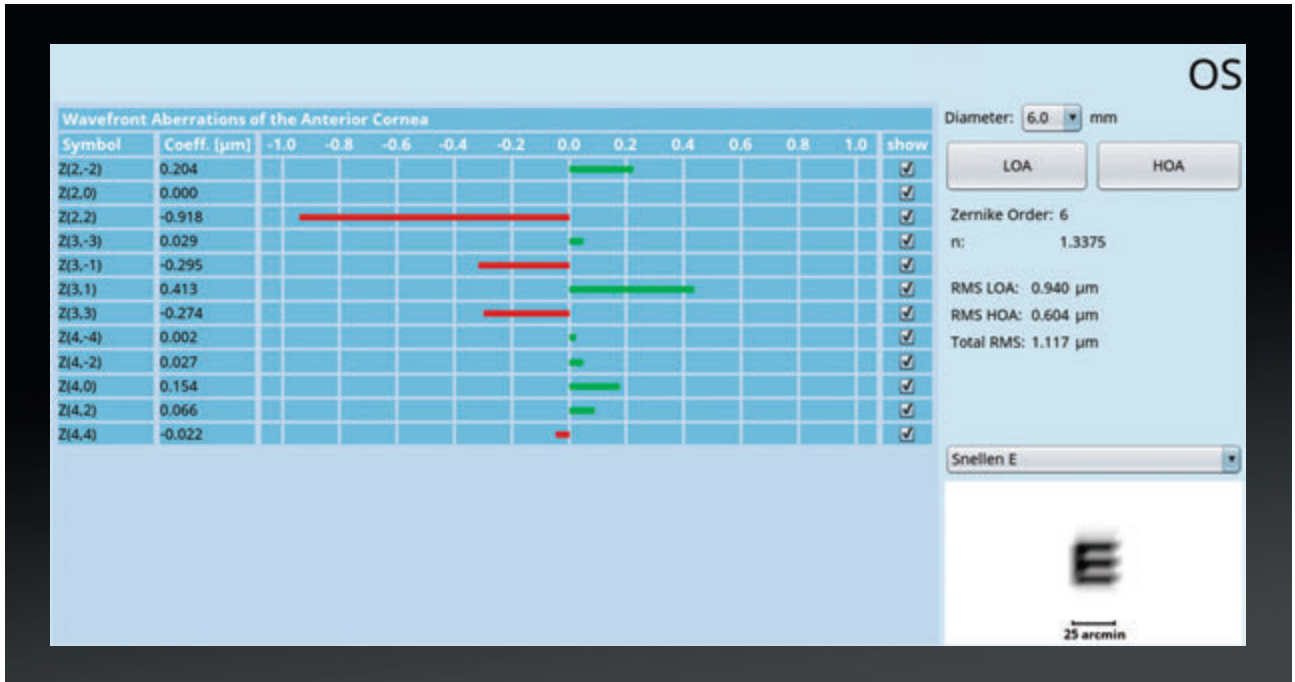 OS
Wavefront Aberrations of the Anterior Cornea
Symbol Coeff. [µm] -1.0 -0.8 -0.6 -0.4 -0.2 0.0 0.2 0.4 0.6 0.8 1.0 show
Z(2,-2) 0.204
Z(2,0) 0.000
Z(2,2) -0.918
Z(3,-3) 0.029
Z(3,-1) -0.295
Z(3,1) 0.413
Z(3,3) -0.274
Z(4,-4) 0.002
Z(4,-2) 0.027
Z(4,0) 0.154
Z(4,2) 0.066
Z(4,4) -0.022
Diameter: 6.0 mm
LOA HOA
Zernike Order: 6
n: 1.3375
RMS LOA: 0.940 µm
RMS HOA: 0.604 µm
Total RMS: 1.117 µm
Snellen E
E
25 arcmin